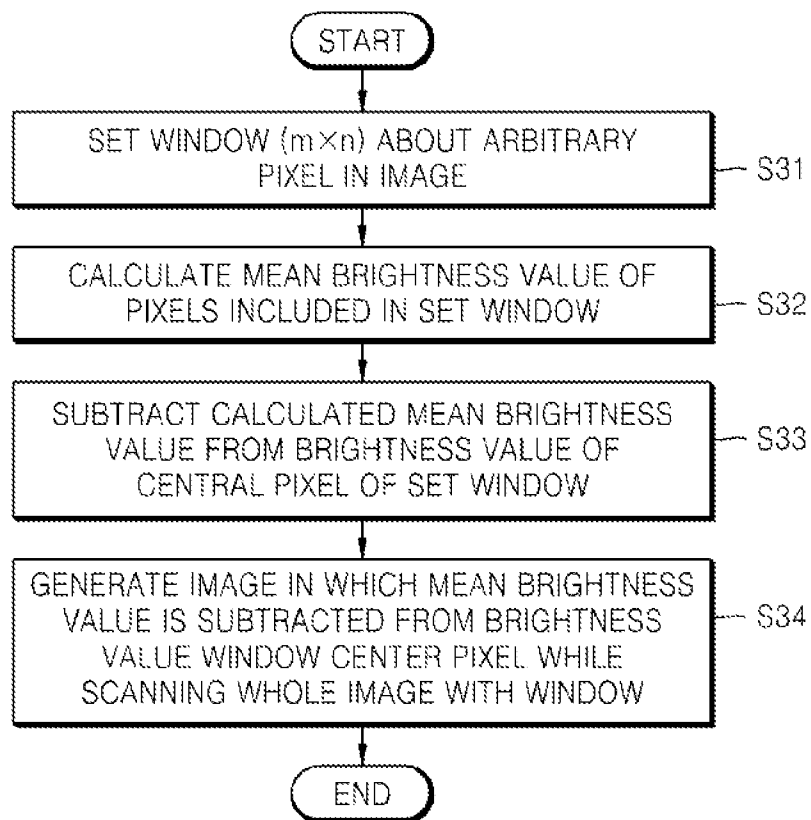 START
SET WINDOW (m×n) ABOUT ARBITRARY
PIXEL IN IMAGE
S31
CALCULATE MEAN BRIGHTNESS VALUE OF
PIXELS INCLUDED IN SET WINDOW
S32
SUBTRACT CALCULATED MEAN BRIGHTNESS
VALUE FROM BRIGHTNESS VALUE OF
CENTRAL PIXEL OF SET WINDOW
S33
GENERATE IMAGE IN WHICH MEAN BRIGHTNESS
VALUE IS SUBTRACTED FROM BRIGHTNESS
VALUE WINDOW CENTER PIXEL WHILE
SCANNING WHOLE IMAGE WITH WINDOW
S34
END